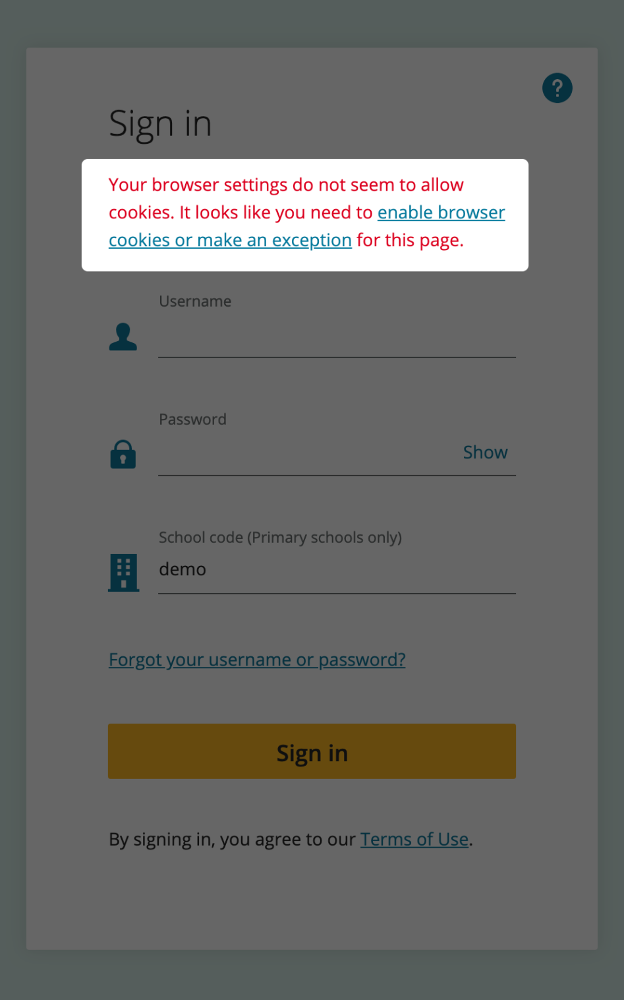 ?
Sign in
Your browser settings do not seem to allow
cookies. It looks like you need to enable browser
cookies or make an exception for this page.
Username
Password
Show
School code (Primary schools only)
demo
Forgot your username or password?
Sign in
By signing in, you agree to our Terms of Use.